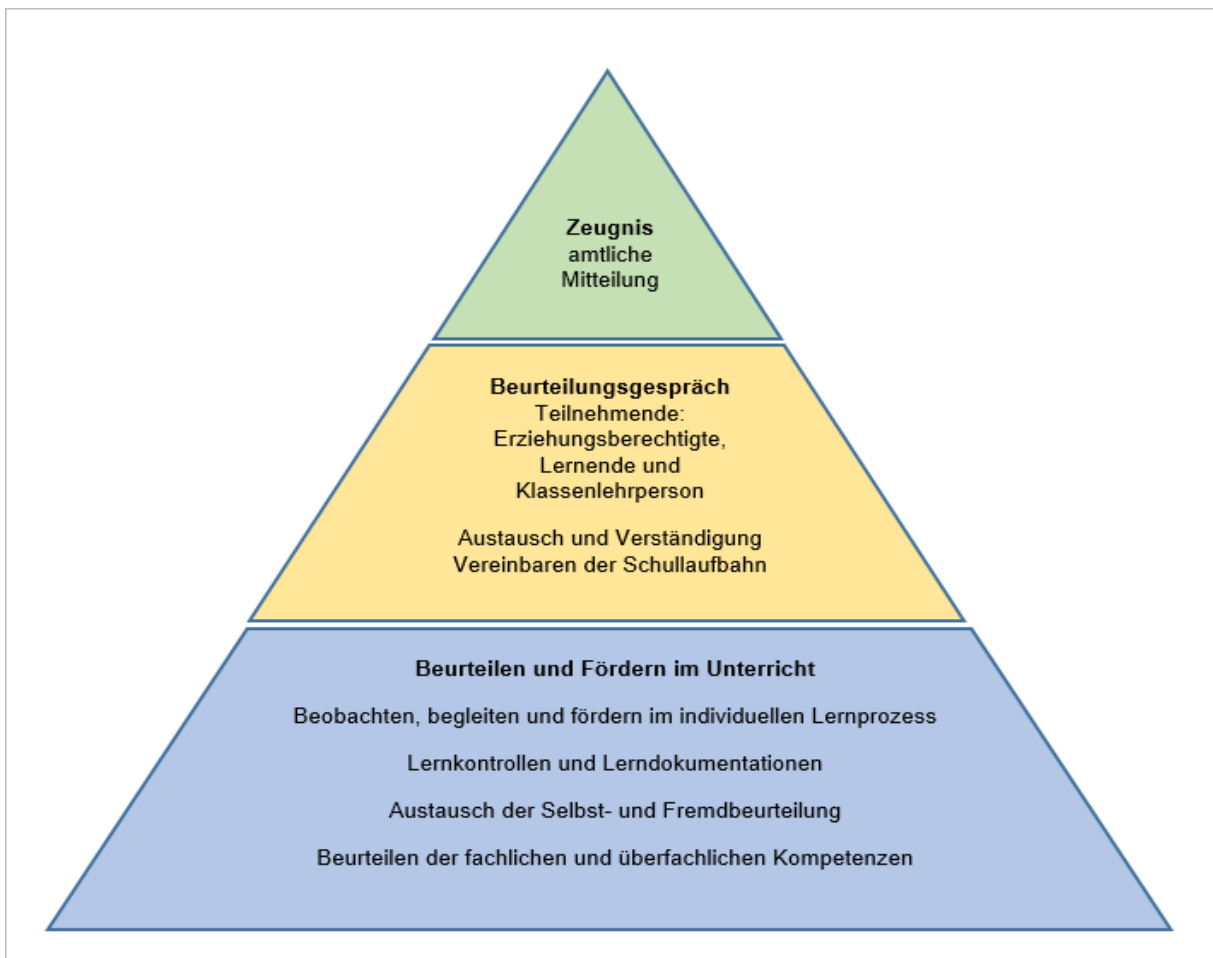 Zeugnis
amtliche
Mitteilung
Beurteilungsgespräch
Teilnehmende:
Erziehungsberechtigte,
Lernende und
Klassenlehrperson
Austausch und Verständigung
Vereinbaren der Schullaufbahn
Beurteilen und Fördern im Unterricht
Beobachten, begleiten und fördern im individuellen Lernprozess
Lernkontrollen und Lerndokumentationen
Austausch der Selbst- und Fremdbeurteilung
Beurteilen der fachlichen und überfachlichen Kompetenzen